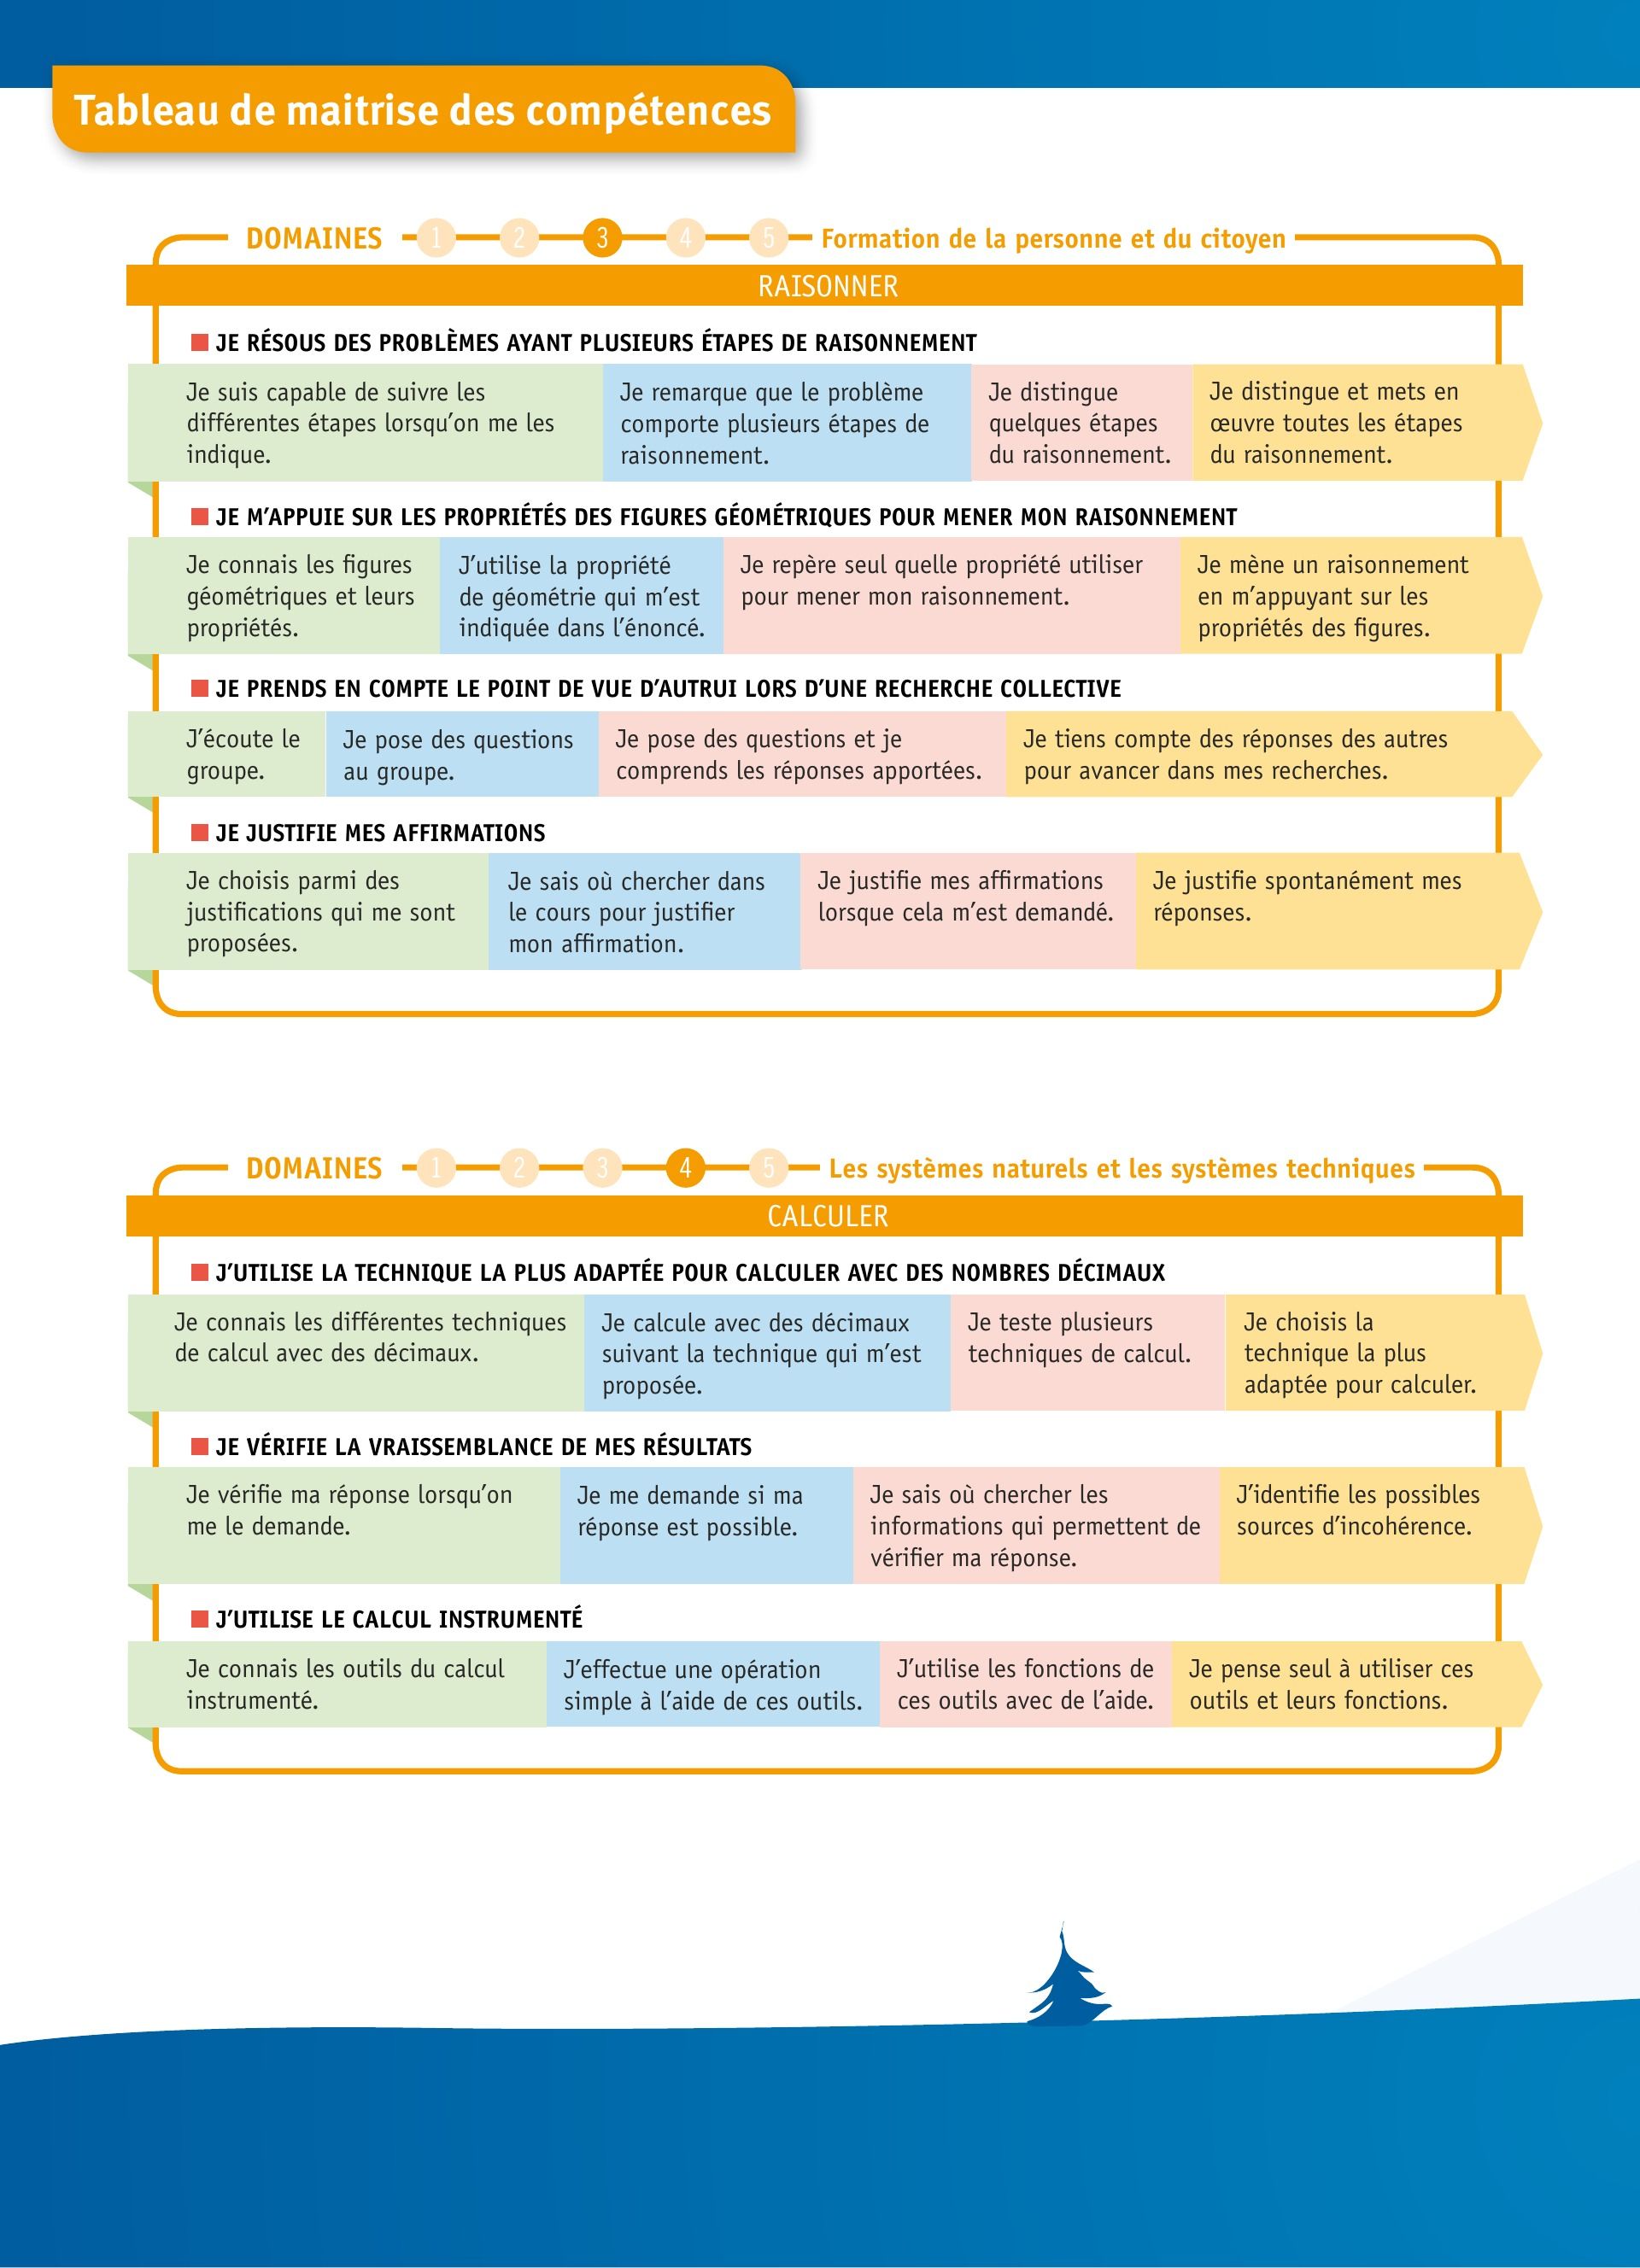 Tableau de maitrise des compétences
DOMAINES 1 2 3 4 5 Formation de la personne et du citoyen
RAISONNER
JE RÉSOUS DES PROBLÈMES AYANT PLUSIEURS ÉTAPES DE RAISONNEMENT
Je suis capable de suivre les
différentes étapes lorsqu’on me les
indique.
Je remarque que le problème
comporte plusieurs étapes de
raisonnement.
Je distingue
quelques étapes
du raisonnement.
Je distingue et mets en
œuvre toutes les étapes
du raisonnement.
JE M’APPUIE SUR LES PROPRIÉTÉS DES FIGURES GÉOMÉTRIQUES POUR MENER MON RAISONNEMENT
Je connais les figures
géométriques et leurs
propriétés.
J’utilise la propriété
de géométrie qui m’est
indiquée dans l’énoncé.
Je repère seul quelle propriété utiliser
pour mener mon raisonnement.
Je mène un raisonnement
en m’appuyant sur les
propriétés des figures.
JE PRENDS EN COMPTE LE POINT DE VUE D’AUTRUI LORS D’UNE RECHERCHE COLLECTIVE
J’écoute le
groupe.
Je pose des questions
au groupe.
Je pose des questions et je
comprends les réponses apportées.
Je tiens compte des réponses des autres
pour avancer dans mes recherches.
JE JUSTIFIE MES AFFIRMATIONS
Je choisis parmi des
justifications qui me sont
proposées.
Je sais où chercher dans
le cours pour justifier
mon affirmation.
Je justifie mes affirmations
lorsque cela m’est demandé.
Je justifie spontanément mes
réponses.
DOMAINES 1 2 3 4 5 Les systèmes naturels et les systèmes techniques
CALCULER
J’UTILISE LA TECHNIQUE LA PLUS ADAPTÉE POUR CALCULER AVEC DES NOMBRES DÉCIMAUX
Je connais les différentes techniques
de calcul avec des décimaux.
Je calcule avec des décimaux
suivant la technique qui m’est
proposée.
Je teste plusieurs
techniques de calcul.
Je choisis la
technique la plus
adaptée pour calculer.
JE VÉRIFIE LA VRAISSEMBLANCE DE MES RÉSULTATS
Je vérifie ma réponse lorsqu’on
me le demande.
Je me demande si ma
réponse est possible.
Je sais où chercher les
informations qui permettent de
vérifier ma réponse.
J’identifie les possibles
sources d’incohérence.
J’UTILISE LE CALCUL INSTRUMENTÉ
Je connais les outils du calcul
instrumenté.
J’effectue une opération
simple à l’aide de ces outils.
J’utilise les fonctions de
ces outils avec de l’aide.
Je pense seul à utiliser ces
outils et leurs fonctions.